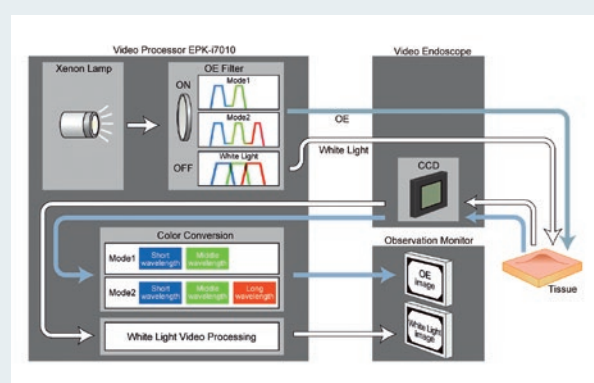 Video Processor EPK-i7010
Video Endoscope
Xenon Lamp
OE Filter
ON
Mode1
Mode2
OFF
White Light
OE
White Light
CCD
Color Conversion
Mode1
Short
wavelength
Middle
wavelength
Mode2
Short
wavelength
Middle
wavelength
Long
wavelength
White Light Video Processing
Observation Monitor
OE
image
White Light
image
Tissue